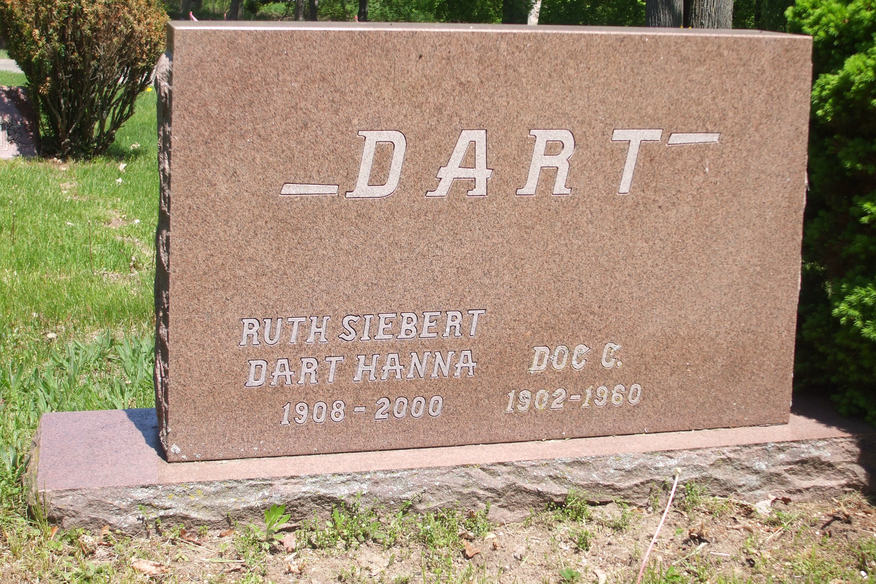 DART
RUTH SIEBERT
DART HANNA
1908 - 2000
DOC C.
1902-1960